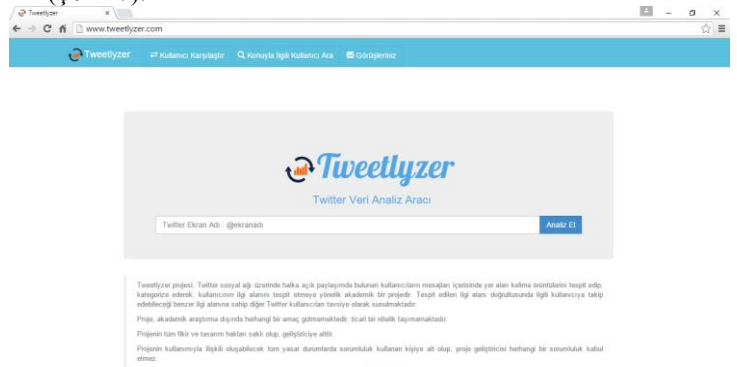 Tweetlyzer
www.tweetlyzer.com
Tweetlyzer Kullanıcı Karşılaştır Konuyla İlgili Kullanıcı Ara Görüşleriniz
Tweetlyzer
Twitter Veri Analiz Aracı
Twitter Ekran Adı : @ekranadı Analiz Et
Tweetlyzer projesi, Twitter sosyal ağı üzerinde halka açık paylaşımda bulunan kullanıcıların mesajları içerisinde yer alan kelime örüntülerini tespit edip,
kategorize ederek; kullanıcının ilgi alanını tespit etmeye yönelik akademik bir projedir. Tespit edilen ilgi alanı doğrultusunda ilgili kullanıcıya takip
edebileceği benzer ilgi alanına sahip diğer Twitter kullanıcıları tavsiye olarak sunulmaktadır.
Proje, akademik araştırma dışında herhangi bir amaç gütmemektedir, ticari bir nitelik taşımamaktadır.
Projenin tüm fikir ve tasarım hakları saklı olup, geliştiriciye aittir.
Projenin kullanımıyla ilişkili oluşabilecek tüm yasal durumlarda sorumluluk kullanan kişiye ait olup, proje geliştiricisi herhangi bir sorumluluk kabul
etmez.